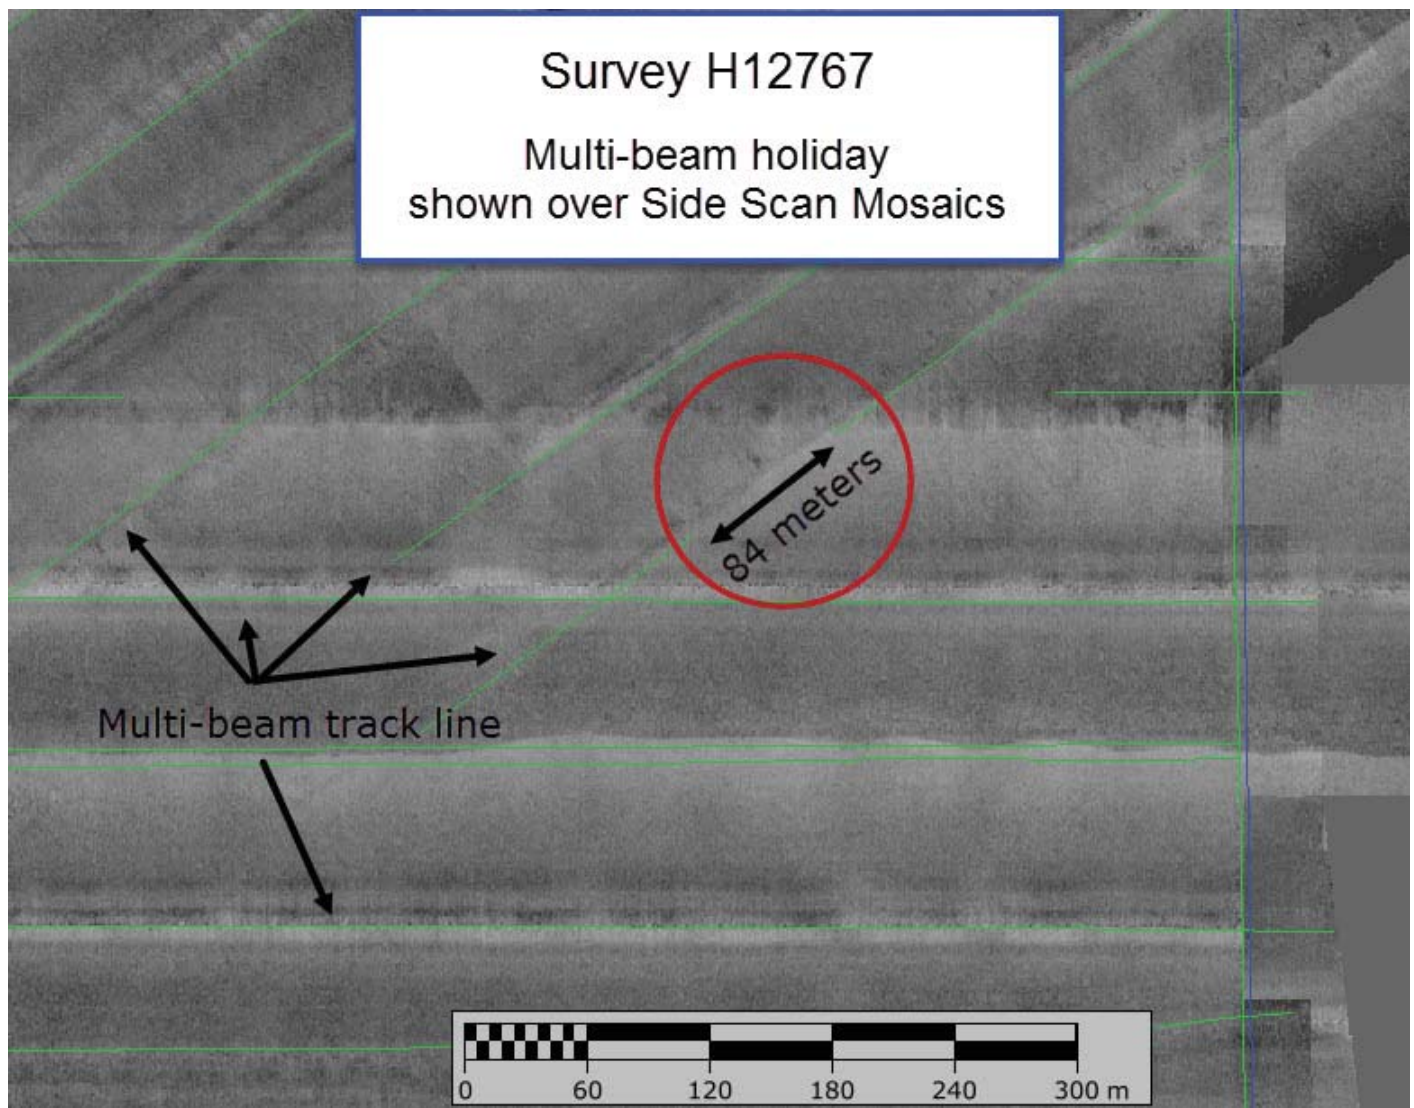 Survey H12767
Multi-beam holiday
shown over Side Scan Mosaics
84 meters
Multi-beam track line
0 60 120 180 240 300 m